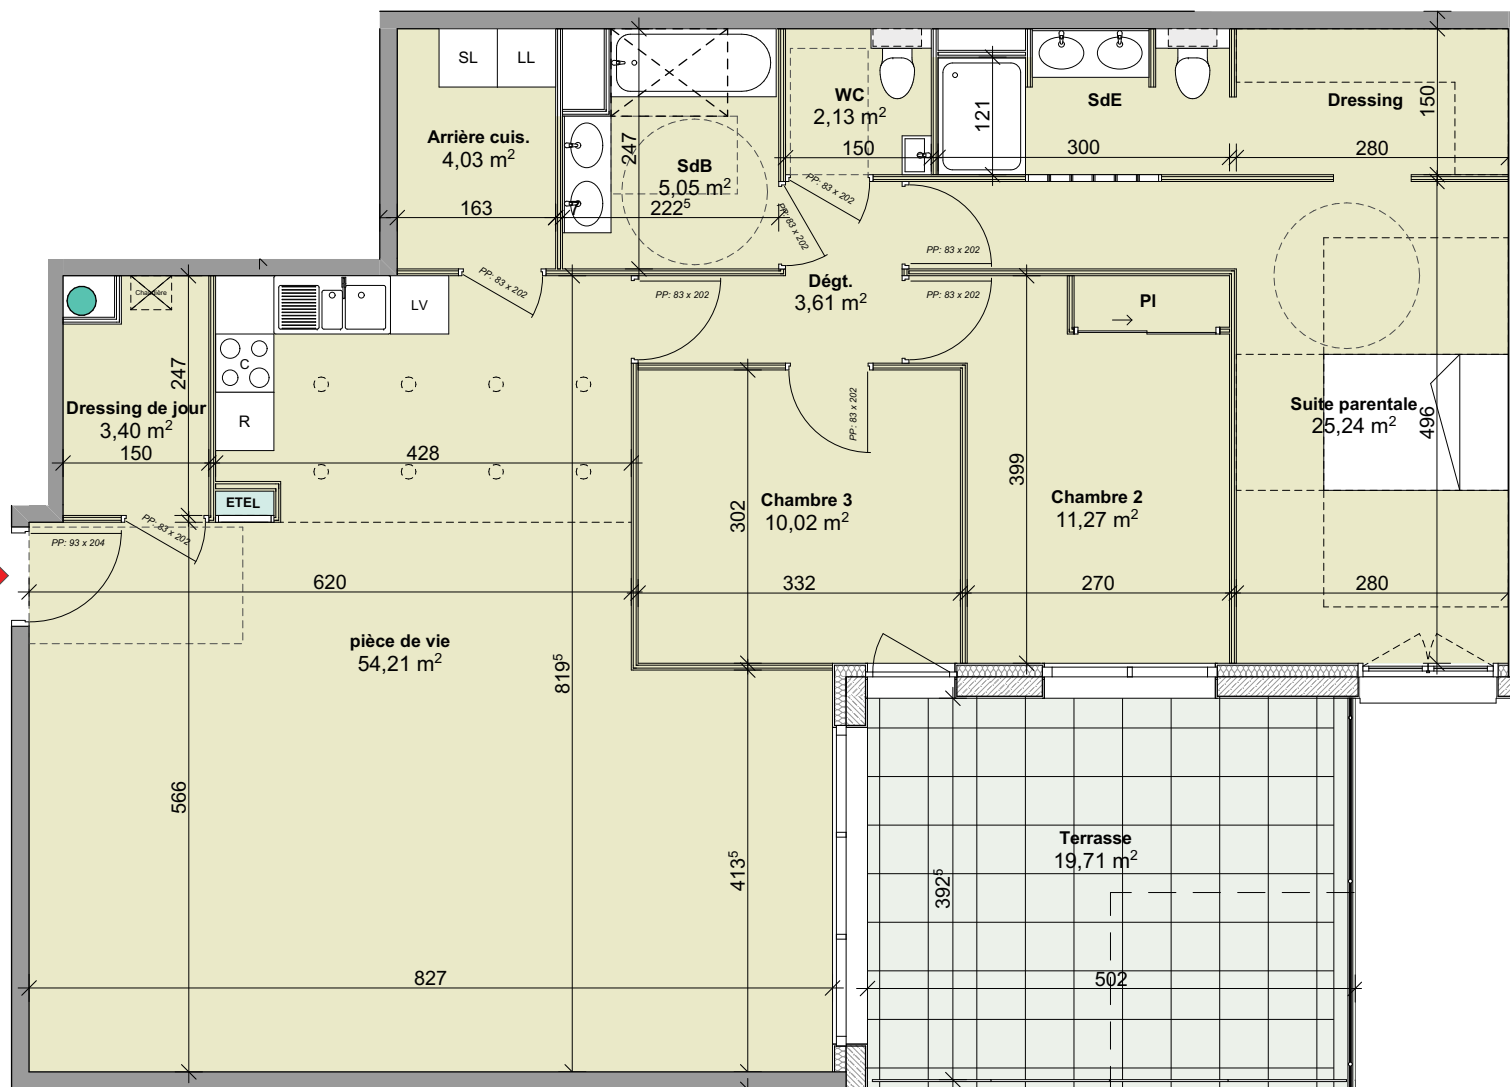 SL
LL
Arrière cuis.
4,03 m²
163
247
SdB
5,05 m²
222⁵
WC
2,13 m²
150
121
SdE
300
Dressing
150
280
PP: 83 x 202
PP: 83 x 202
PP: 83 x 202
PP: 83 x 202
PP: 83 x 202
PP: 83 x 202
Dégt.
3,61 m²
Pl
Chaudière
LV
C
R
247
Dressing de jour
3,40 m²
150
428
ETEL
PP: 93 x 204
PP: 83 x 202
PP: 83 x 202
Suite parentale
25,24 m²
496
399
Chambre 3
10,02 m²
302
Chambre 2
11,27 m²
620
332
270
280
pièce de vie
54,21 m²
819⁵
566
413⁵
Terrasse
19,71 m²
392⁵
827
502